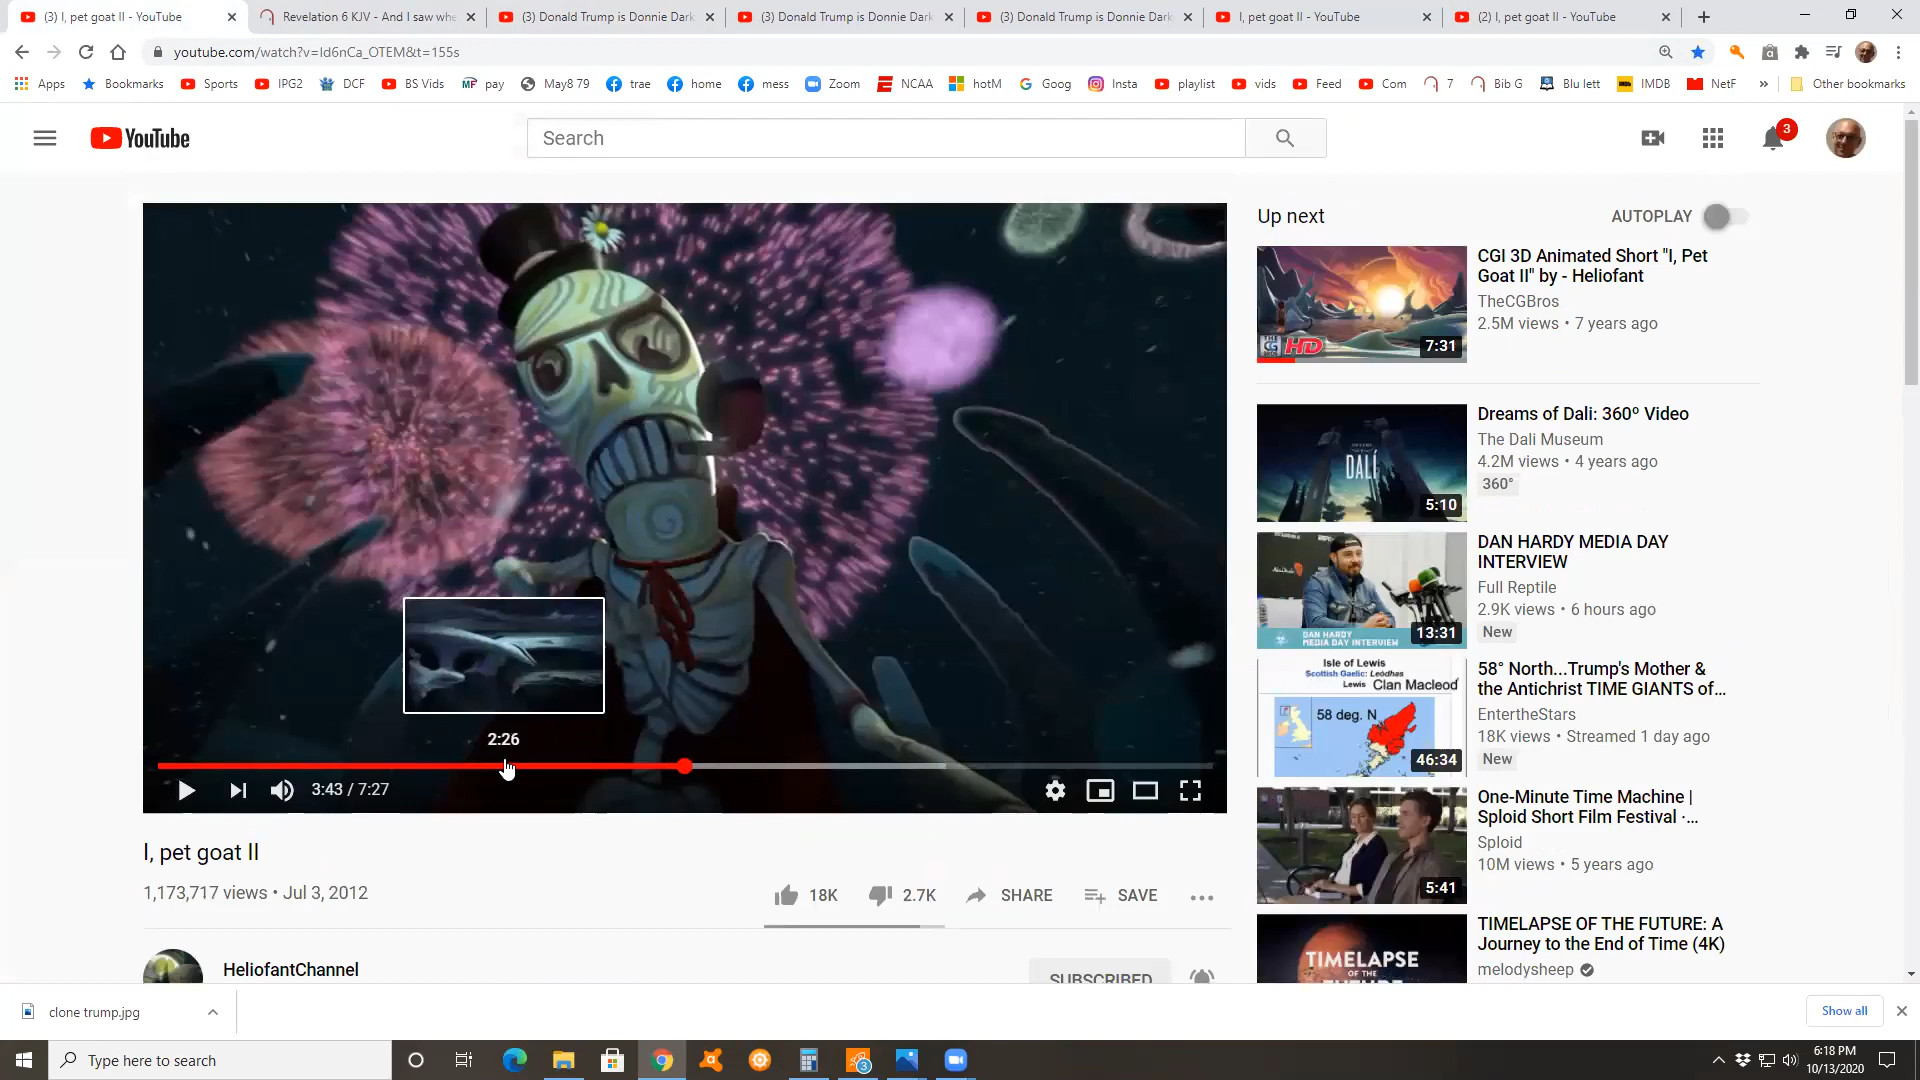 (3) I, pet goat II - YouTube
Revelation 6 KJV - And I saw whe
(3) Donald Trump is Donnie Dark
(3) Donald Trump is Donnie Dark
(3) Donald Trump is Donnie Dark
I, pet goat II - YouTube
(2) I, pet goat II - YouTube
youtube.com/watch?v=Id6nCa_OTEM&t=155s
Apps Bookmarks Sports IPG2 DCF BS Vids pay May8 79 trae home mess Zoom NCAA hotM Goog Insta playlist vids Feed Com 7 Bib G Blu lett IMDB NetF » Other bookmarks
YouTube
Search
3
Up next
AUTOPLAY
CGI 3D Animated Short "I, Pet
Goat II" by - Heliofant
TheCGBros
2.5M views • 7 years ago
HD
7:31
Dreams of Dali: 360º Video
The Dali Museum
4.2M views • 4 years ago
360°
DALÍ
5:10
DAN HARDY MEDIA DAY
INTERVIEW
Full Reptile
2.9K views • 6 hours ago
New
DAN HARDY
MEDIA DAY
INTERVIEW
13:31
58° North...Trump's Mother &
the Antichrist TIME GIANTS of...
EntertheStars
18K views • Streamed 1 day ago
New
Isle of Lewis
Scottish Gaelic: Leòdhas
Lewis Clan Macleod
58 deg. N
46:34
One-Minute Time Machine |
Sploid Short Film Festival ·...
Sploid
10M views • 5 years ago
5:41
TIMELAPSE OF THE FUTURE: A
Journey to the End of Time (4K)
melodysheep
TIMELAPSE
OF THE
FUTURE
2:26
3:43 / 7:27
I, pet goat II
1,173,717 views • Jul 3, 2012
18K 2.7K SHARE SAVE
HeliofantChannel
SUBSCRIBED
clone trump.jpg
Show all
Type here to search
3
6:18 PM
10/13/2020